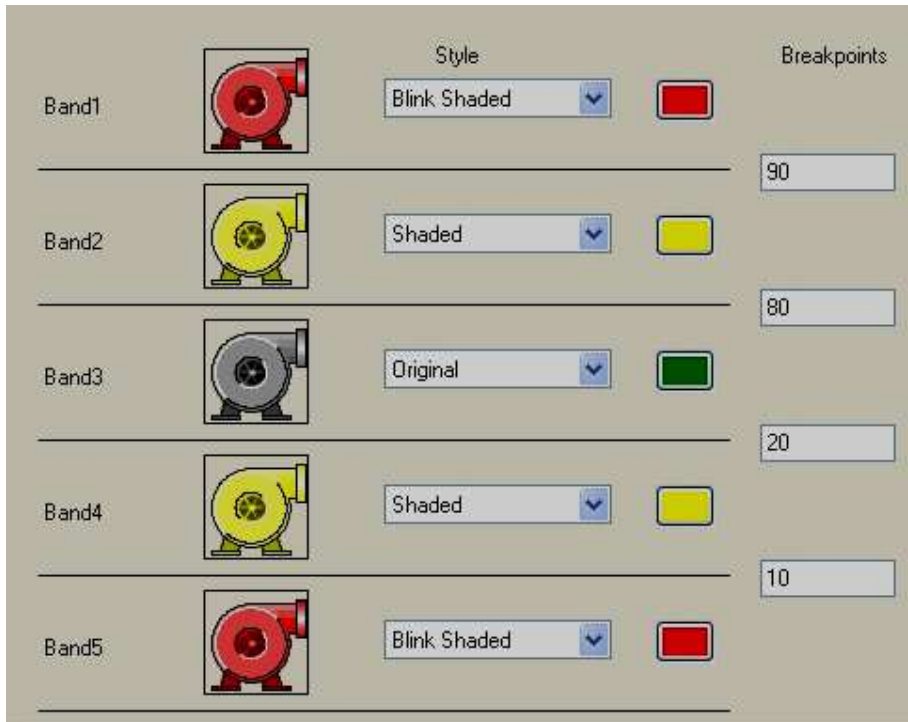 Style Breakpoints
Band1 Blink Shaded
90
Band2 Shaded
80
Band3 Original
20
Band4 Shaded
10
Band5 Blink Shaded